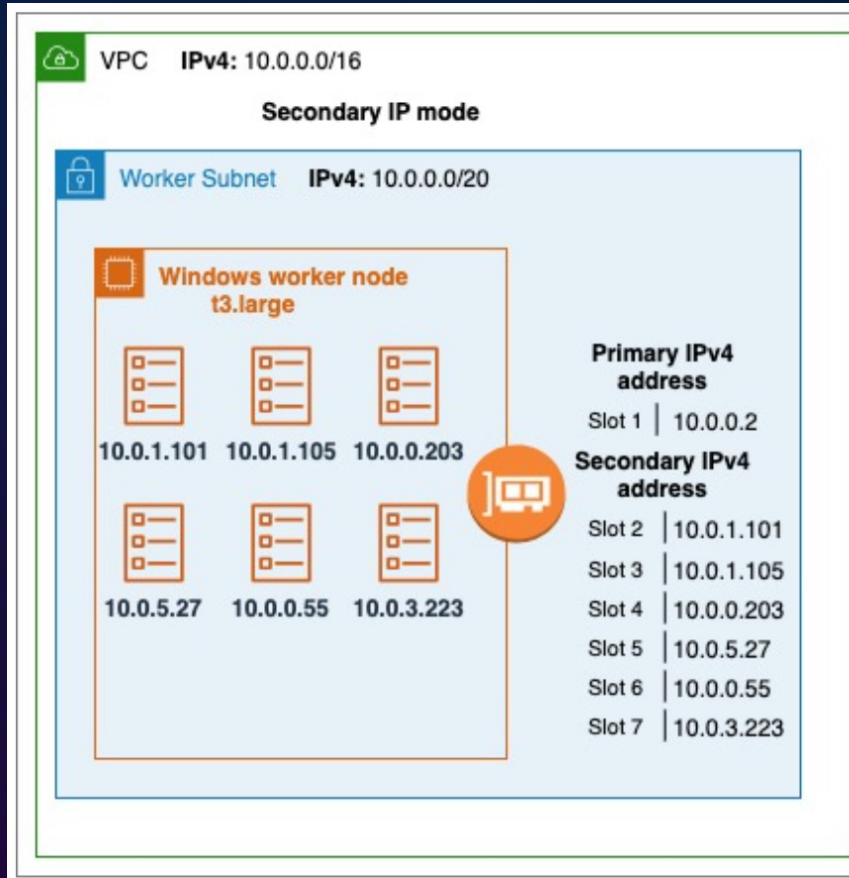 VPC IPv4: 10.0.0.0/16
Secondary IP mode
Worker Subnet IPv4: 10.0.0.0/20
Windows worker node
t3.large
10.0.1.101 10.0.1.105 10.0.0.203
10.0.5.27 10.0.0.55 10.0.3.223
Primary IPv4
address
Slot 1 | 10.0.0.2
Secondary IPv4
address
Slot 2 | 10.0.1.101
Slot 3 | 10.0.1.105
Slot 4 | 10.0.0.203
Slot 5 | 10.0.5.27
Slot 6 | 10.0.0.55
Slot 7 | 10.0.3.223